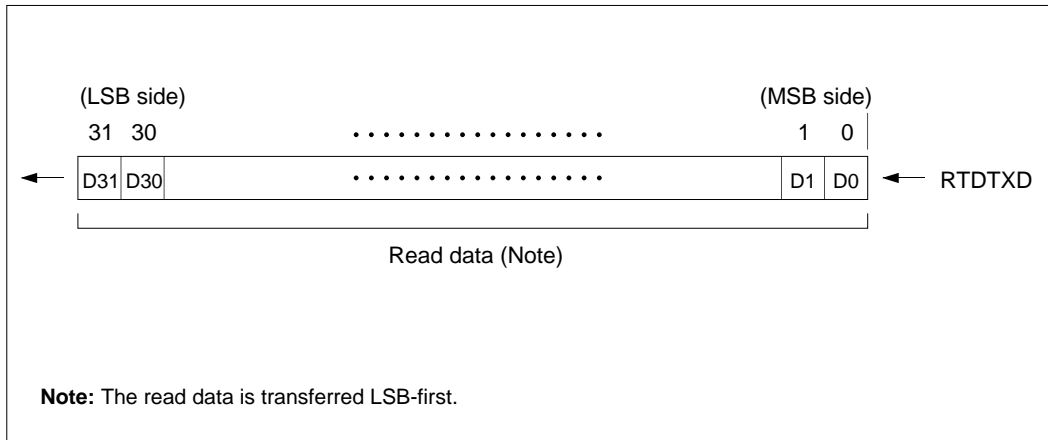 (LSB side) (MSB side)
31 30 ................. 1 0
D31 D30 ................. D1 D0 RTDTXD
Read data (Note)
Note: The read data is transferred LSB-first.